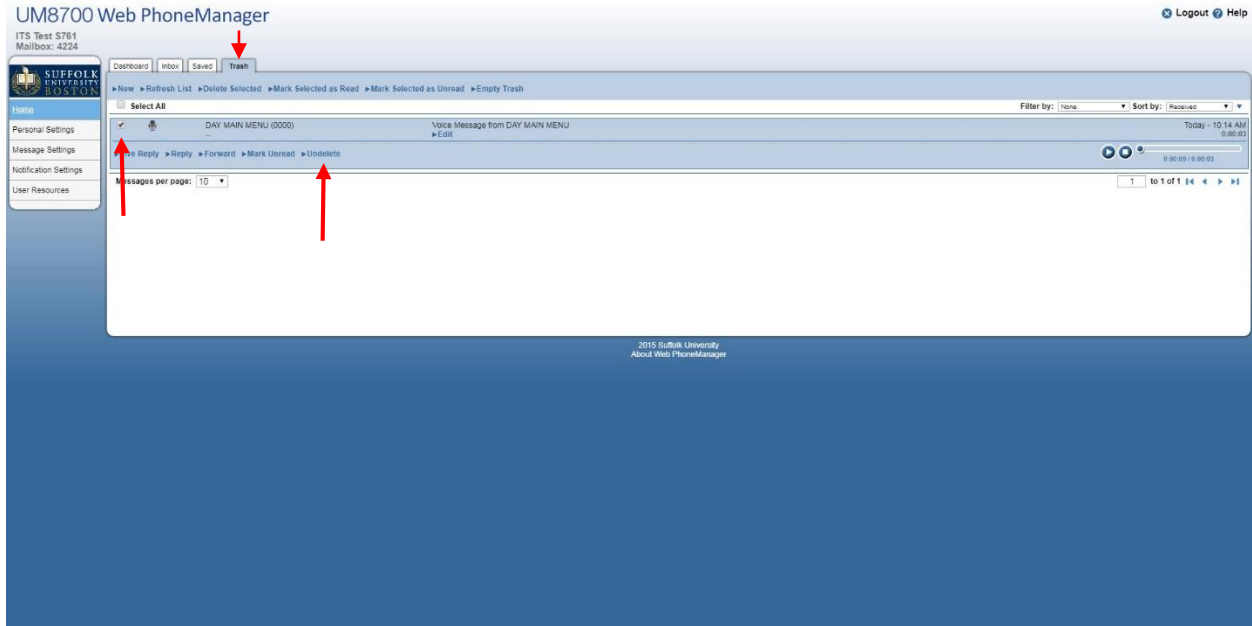 UM8700 Web PhoneManager
Logout Help
ITS Test S761
Mailbox: 4224
SUFFOLK
UNIVERSITY
BOSTON
Dashboard Inbox Saved Trash
New Refresh List Delete Selected Mark Selected as Read Mark Selected as Unread Empty Trash
Select All Filter by: None Sort by: Received
Home
Personal Settings
Message Settings
Notification Settings
User Resources
DAY MAIN MENU (0000) Voice Message from DAY MAIN MENU Today - 10:14 AM
-- Edit 0:00:03
Reply Reply Forward Mark Unread Undelete
0:00:00 / 0:00:03
Messages per page: 10 1 to 1 of 1
2015 Suffolk University
About Web PhoneManager